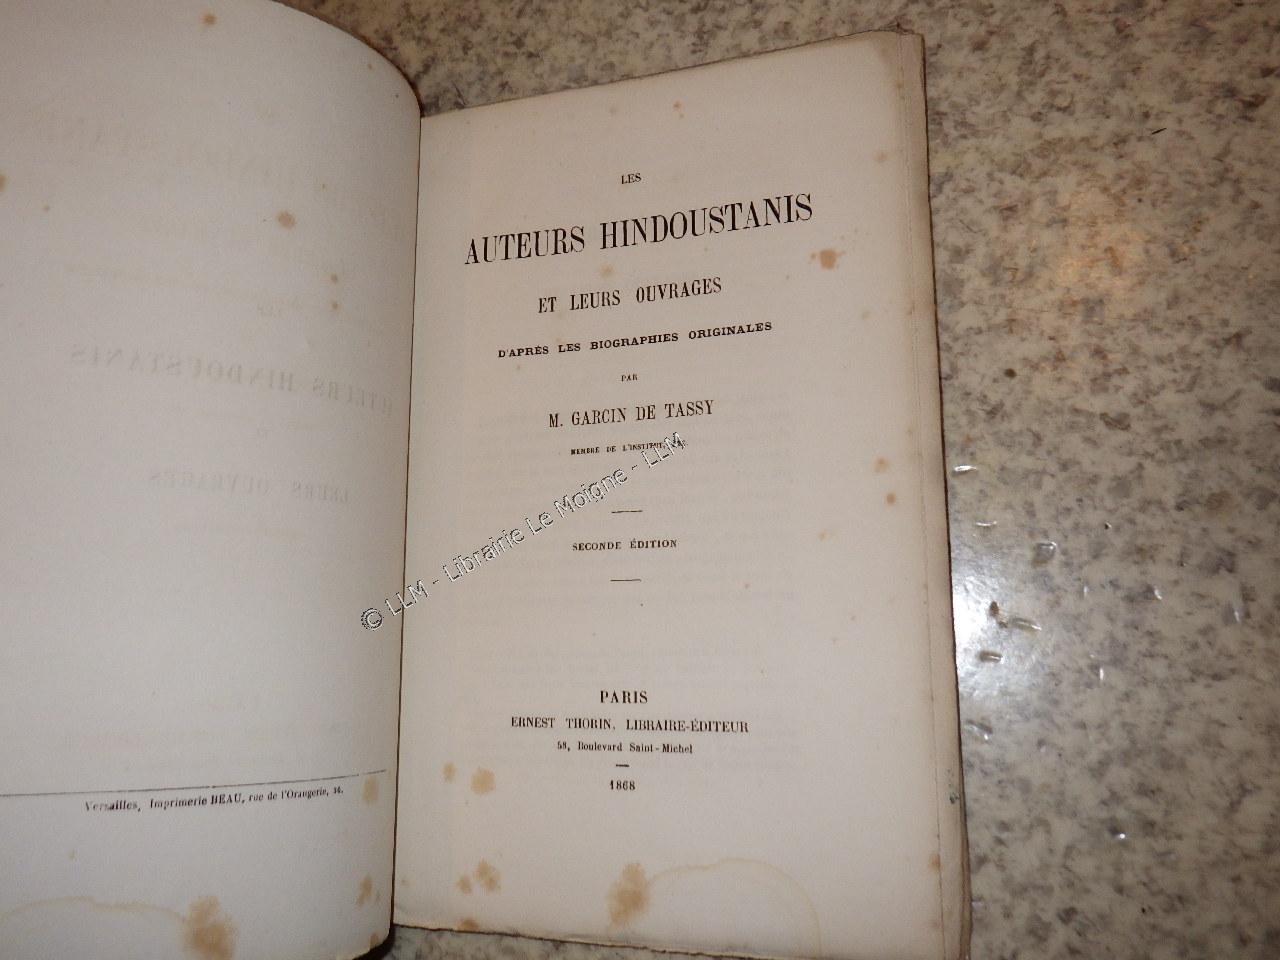 Versailles, Imprimerie BEAU, rue de l'Orangerie, 36.
LES
AUTEURS HINDOUSTANIS
ET LEURS OUVRAGES
D'APRÈS LES BIOGRAPHIES ORIGINALES
PAR
M. GARCIN DE TASSY
MEMBRE DE L'INSTITUT,
SECONDE ÉDITION
PARIS
ERNEST THORIN, LIBRAIRE-ÉDITEUR
58, Boulevard Saint-Michel
1868
© LLM - Librairie Le Moigne - LLM